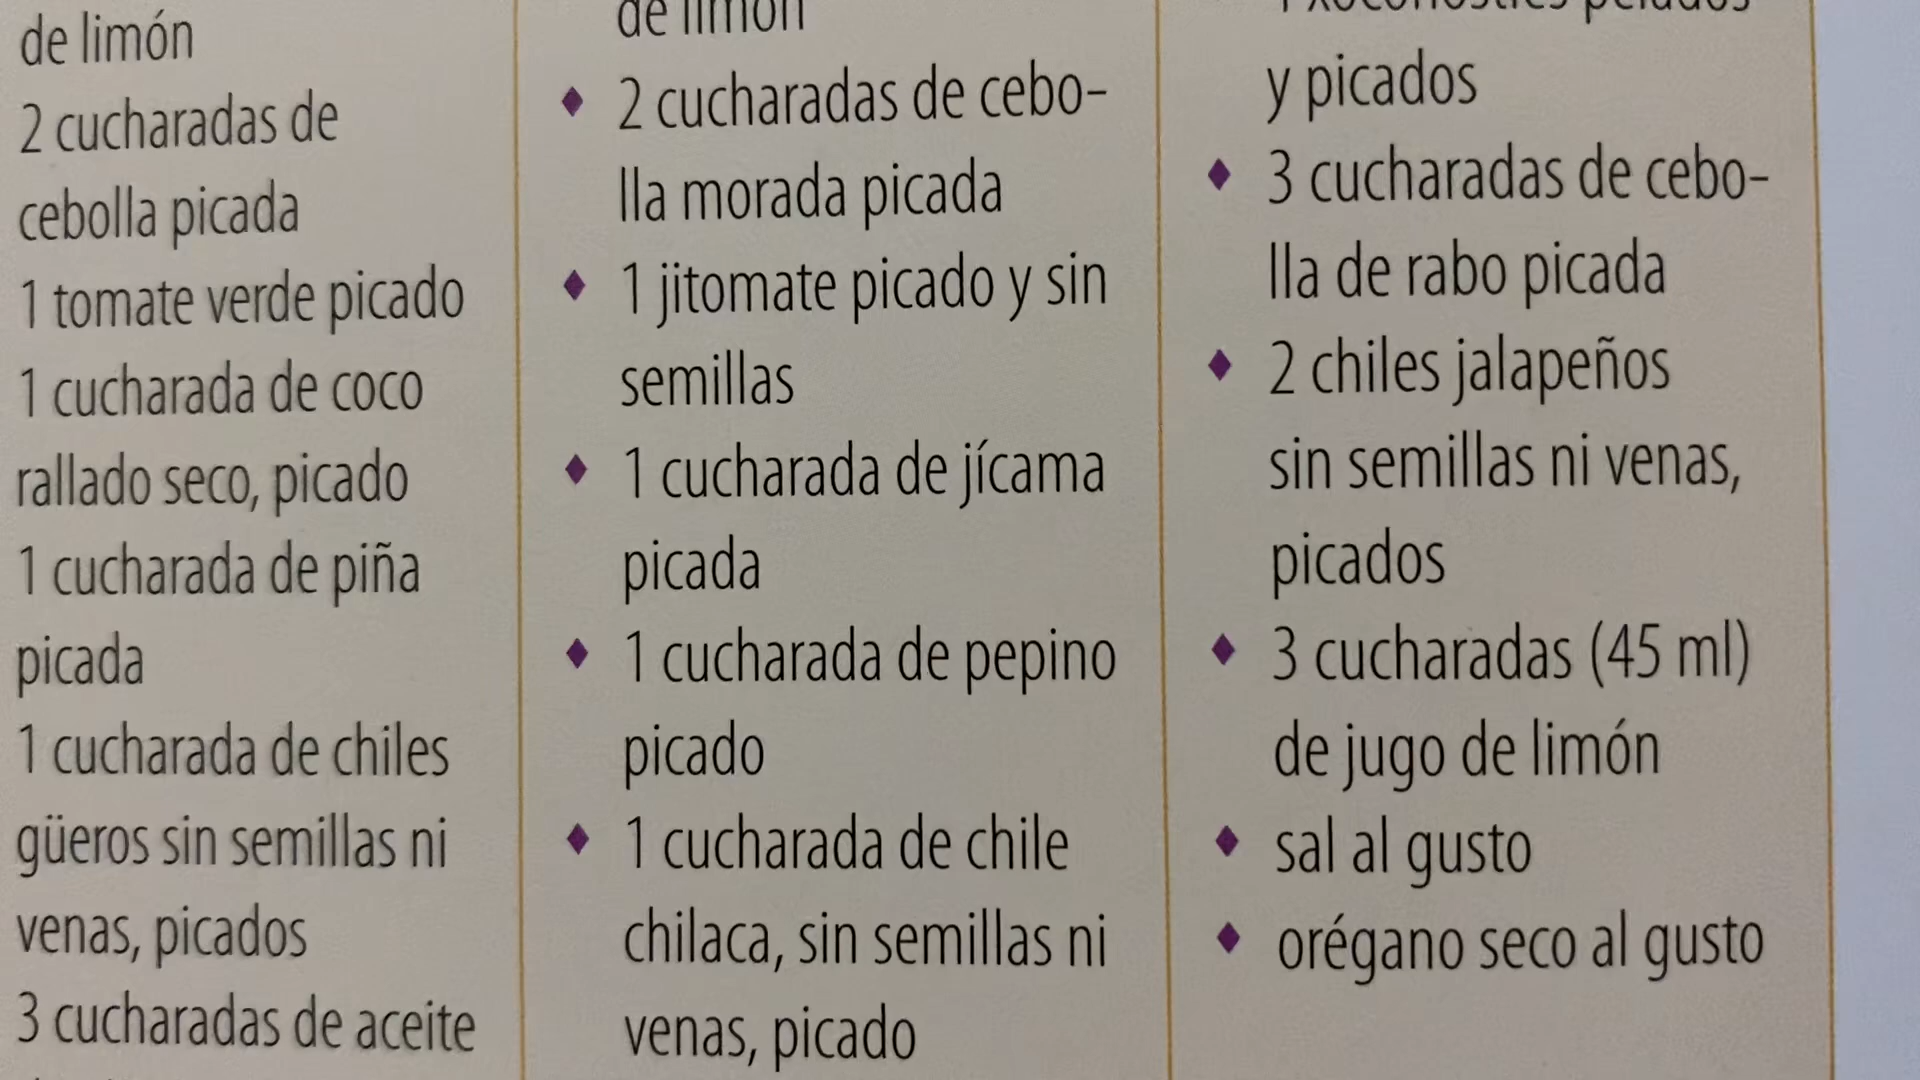 de limón
2 cucharadas de
cebolla picada
1 tomate verde picado
1 cucharada de coco
rallado seco, picado
1 cucharada de piña
picada
1 cucharada de chiles
güeros sin semillas ni
venas, picados
3 cucharadas de aceite
de limón
2 cucharadas de cebo-
lla morada picada
1 jitomate picado y sin
semillas
1 cucharada de jícama
picada
1 cucharada de pepino
picado
1 cucharada de chile
chilaca, sin semillas ni
venas, picado
xoconostles pelados
y picados
3 cucharadas de cebo-
lla de rabo picada
2 chiles jalapeños
sin semillas ni venas,
picados
3 cucharadas (45 ml)
de jugo de limón
sal al gusto
orégano seco al gusto